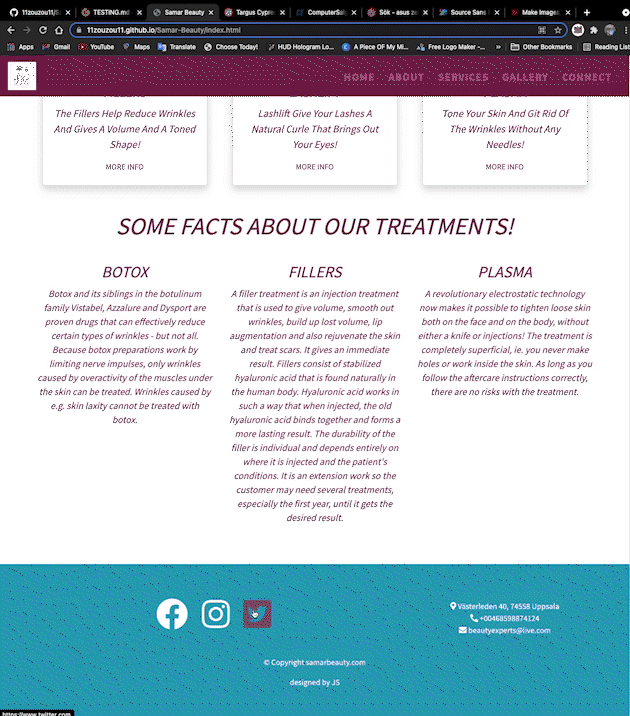 11zouzou11/S
TESTING.md
Samar Beauty
Targus Cypre
ComputerSal
Sök - asus ze
Source Sans
Make Images
11zouzou11.github.io/Samar-Beauty/index.html
Apps
Gmail
YouTube
Maps
Translate
Choose Today!
HUD Hologram Lo...
A Piece Of My Mi...
Free Logo Maker -...
»
Other Bookmarks
Reading List
HOME ABOUT SERVICES GALLERY CONNECT
The Fillers Help Reduce Wrinkles
And Gives A Volume And A Toned
Shape!
MORE INFO
Lashlift Give Your Lashes A
Natural Curle That Brings Out
Your Eyes!
MORE INFO
Tone Your Skin And Git Rid Of
The Wrinkles Without Any
Needles!
MORE INFO
SOME FACTS ABOUT OUR TREATMENTS!
BOTOX
Botox and its siblings in the botulinum
family Vistabel, Azzalure and Dysport are
proven drugs that can effectively reduce
certain types of wrinkles - but not all.
Because botox preparations work by
limiting nerve impulses, only wrinkles
caused by overactivity of the muscles under
the skin can be treated. Wrinkles caused by
e.g. skin laxity cannot be treated with
botox.
FILLERS
A filler treatment is an injection treatment
that is used to give volume, smooth out
wrinkles, build up lost volume, lip
augmentation and also rejuvenate the skin
and treat scars. It gives an immediate
result. Fillers consist of stabilized
hyaluronic acid that is found naturally in
the human body. Hyaluronic acid works in
such a way that when injected, the old
hyaluronic acid binds together and forms a
more lasting result. The durability of the
filler is individual and depends entirely on
where it is injected and the patient's
conditions. It is an extension work so the
customer may need several treatments,
especially the first year, until it gets the
desired result.
PLASMA
A revolutionary electrostatic technology
now makes it possible to tighten loose skin
both on the face and on the body, without
either a knife or injections! The treatment is
completely superficial, ie. you never make
holes or work inside the skin. As long as you
follow the aftercare instructions correctly,
there are no risks with the treatment.
Västerleden 40, 74558 Uppsala
+00468598874124
beautyexperts@live.com
© Copyright samarbeauty.com
designed by JS
https://www.twitter.com